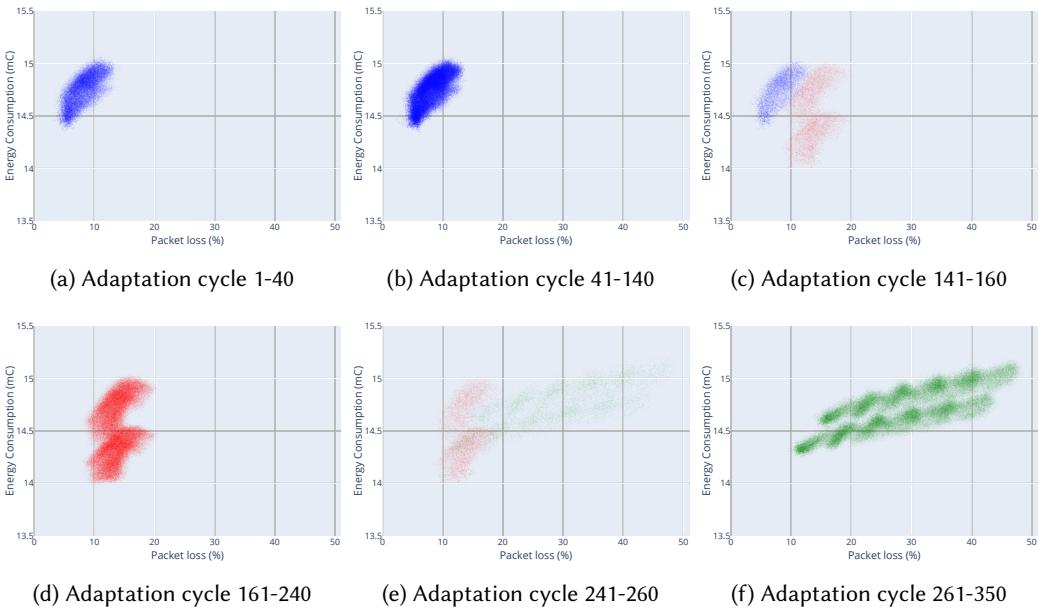 15.5 15.5 15.5
15 15 15
14.5 14.5 14.5
14 14 14
13.5 13.5 13.5
Energy Consumption (mC) Energy Consumption (mC) Energy Consumption (mC)
0 10 20 30 40 50 0 10 20 30 40 50 0 10 20 30 40 50
Packet loss (%) Packet loss (%) Packet loss (%)
(a) Adaptation cycle 1-40 (b) Adaptation cycle 41-140 (c) Adaptation cycle 141-160
15.5 15.5 15.5
15 15 15
14.5 14.5 14.5
14 14 14
13.5 13.5 13.5
Energy Consumption (mC) Energy Consumption (mC) Energy Consumption (mC)
0 10 20 30 40 50 0 10 20 30 40 50 0 10 20 30 40 50
Packet loss (%) Packet loss (%) Packet loss (%)
(d) Adaptation cycle 161-240 (e) Adaptation cycle 241-260 (f) Adaptation cycle 261-350